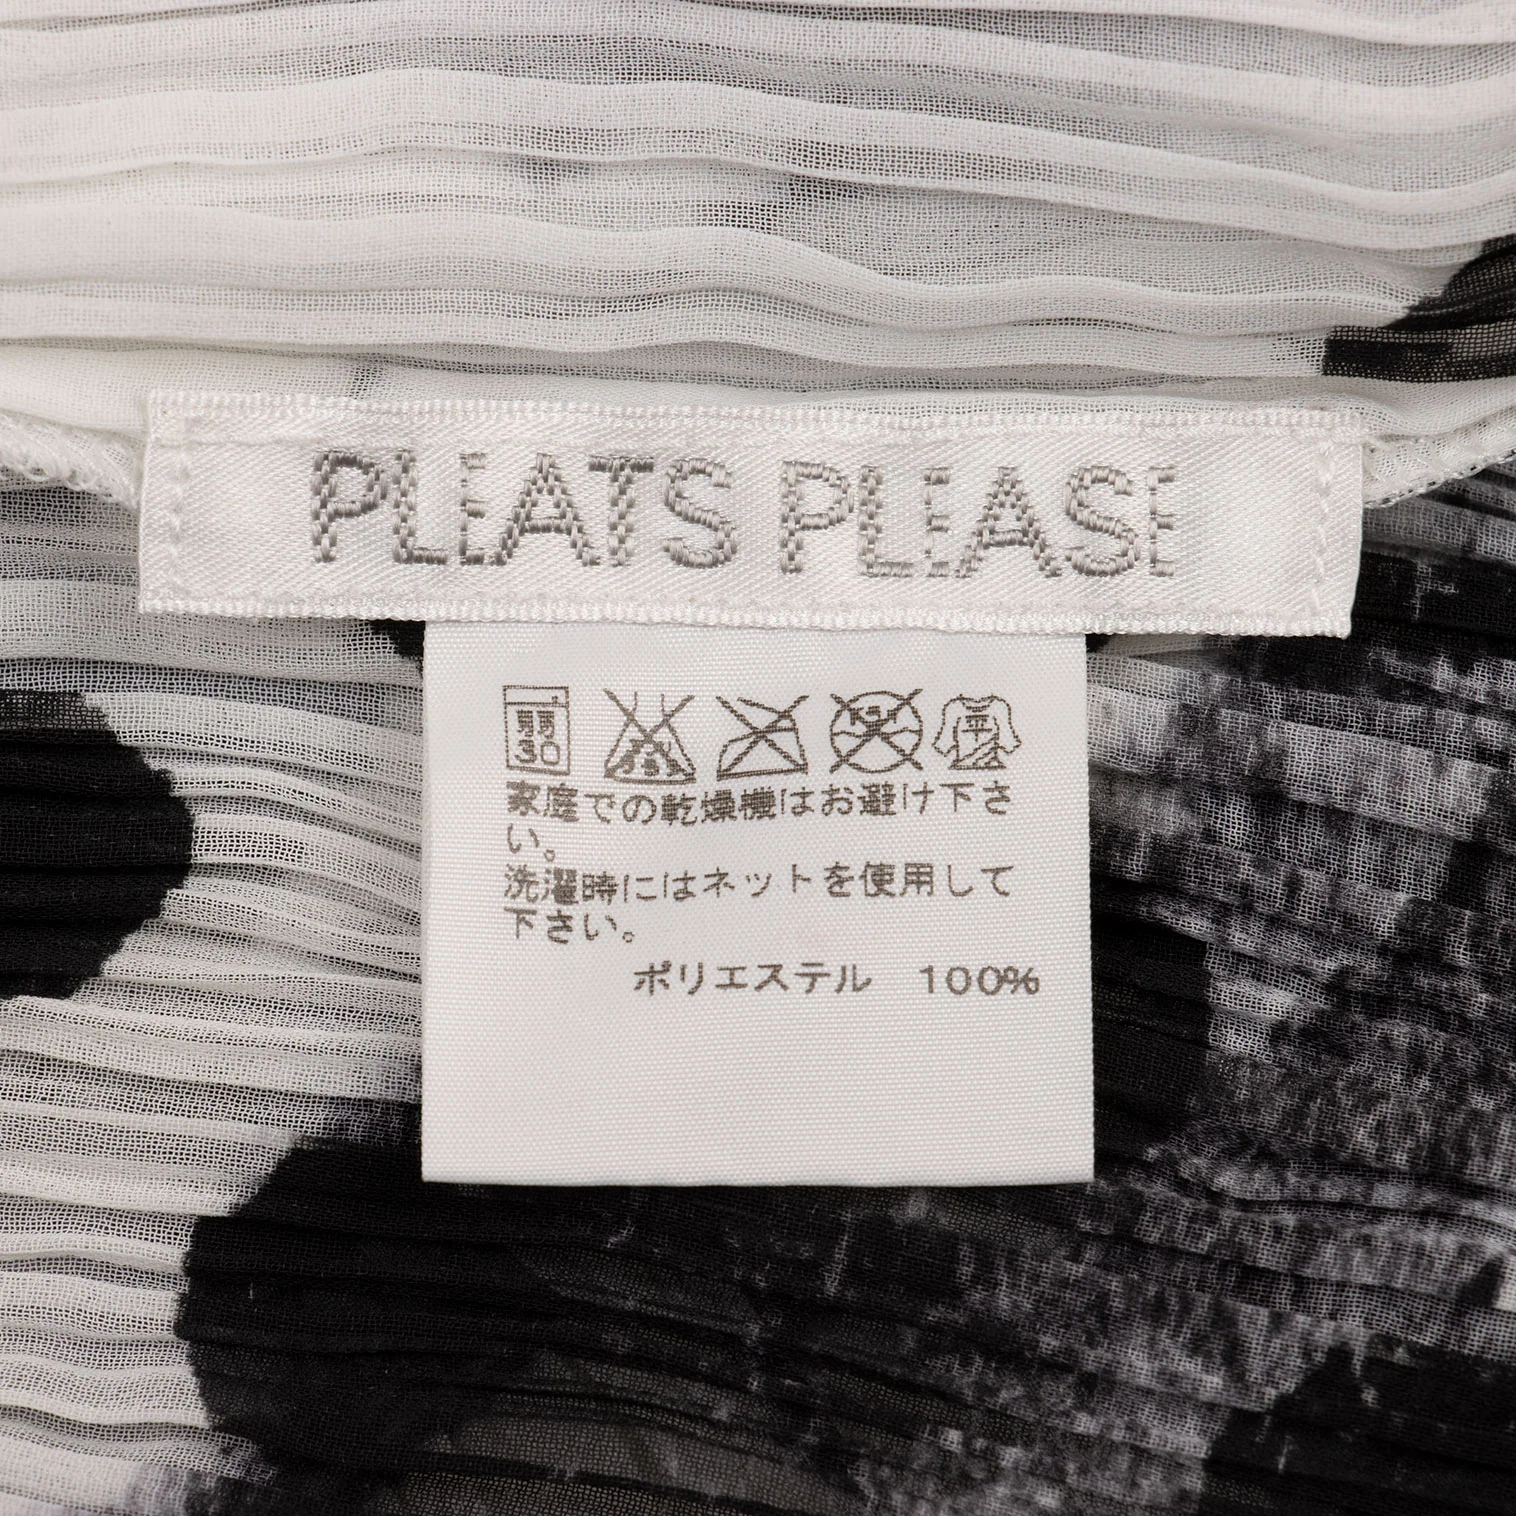 PLEATS PLEASE
弱
30
平
家庭での乾燥機はお避け下さ
い。
洗濯時にはネットを使用して
下さい。
ポリエステル 100%